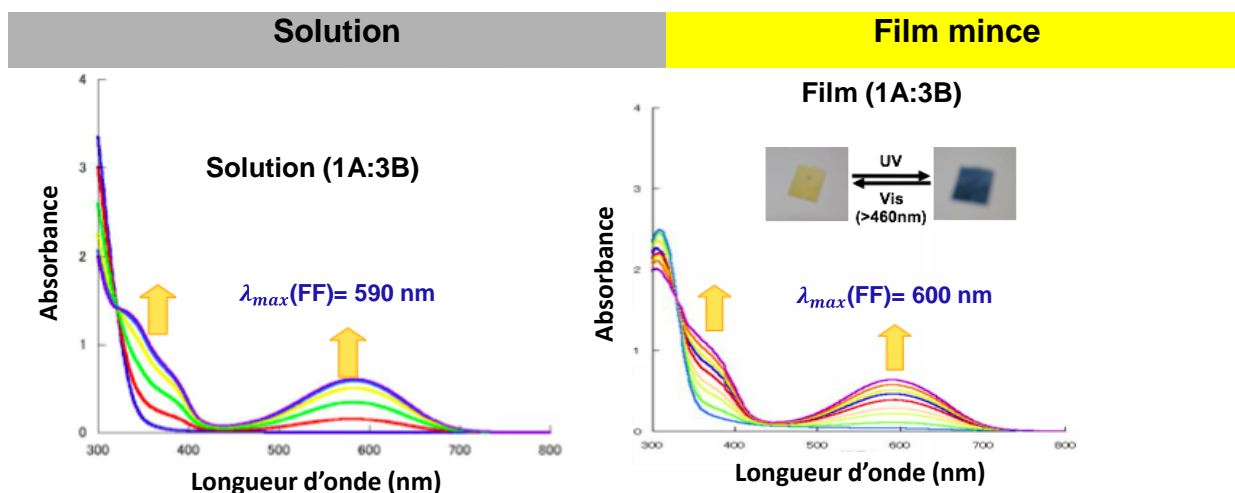 Solution
Film mince
4
3
2
1
0
300
400
500
600
700
800
Absorbance
Longueur d'onde (nm)
Solution (1A:3B)
λmax(FF)= 590 nm
Film (1A:3B)
4
3
2
1
0
300
400
500
600
700
800
Absorbance
Longueur d'onde (nm)
UV
Vis
(>460nm)
λmax(FF)= 600 nm